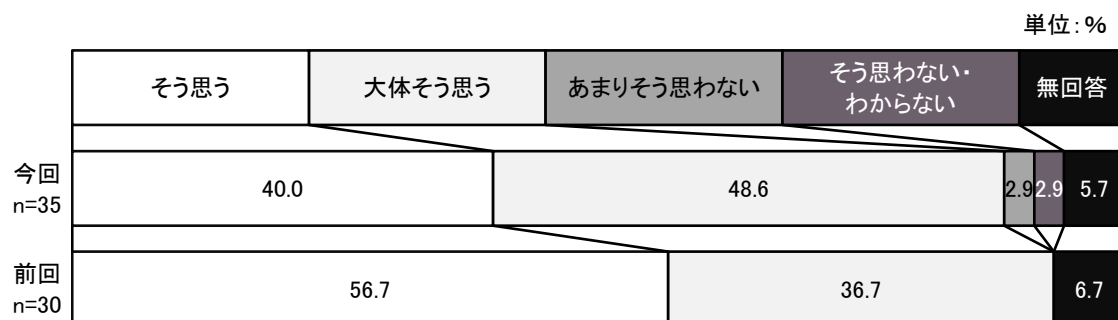 単位:%
そう思う
大体そう思う
あまりそう思わない
そう思わない・
わからない
無回答
今回
n=35
40.0
48.6
2.9
2.9
5.7
前回
n=30
56.7
36.7
6.7